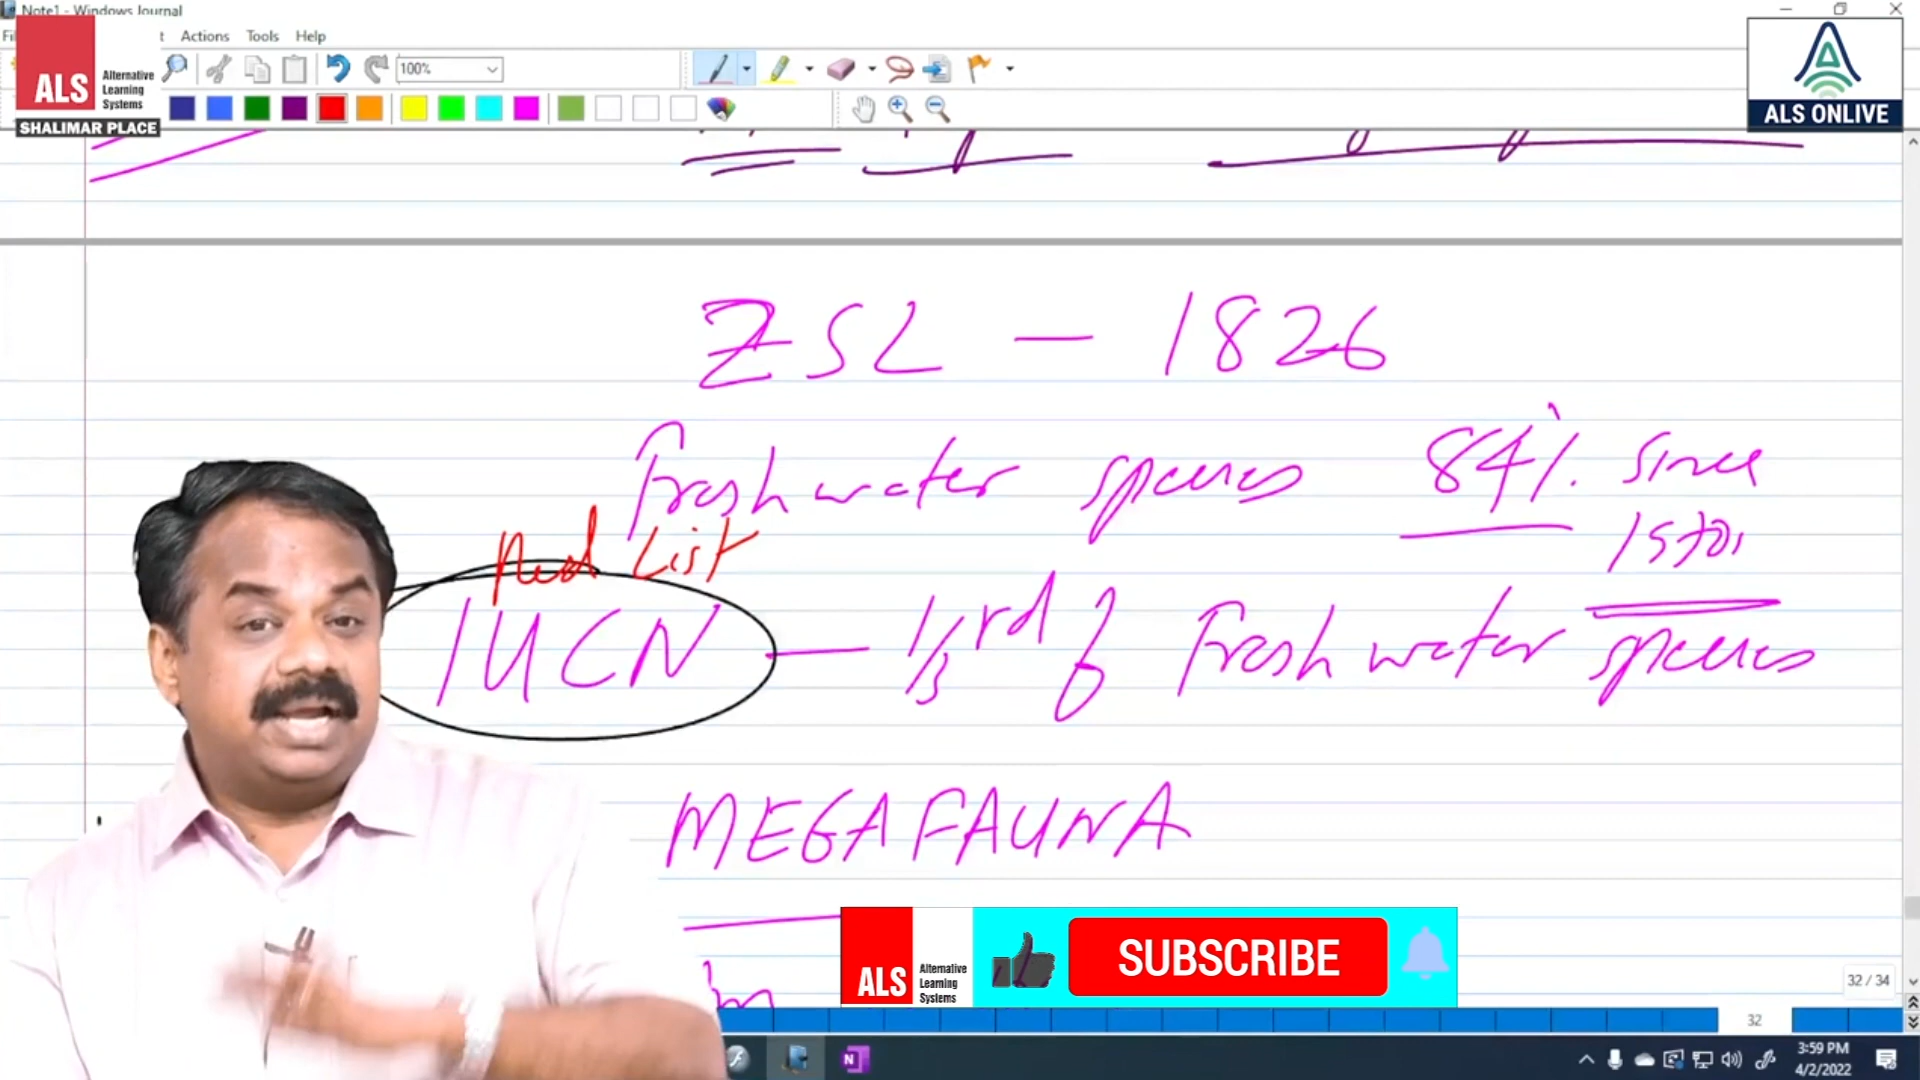 Note1 - Windows Journal
Actions Tools Help
100%
ALS
Alternative
Learning
Systems
SHALIMAR PLACE
ALS ONLIVE
ZSL — 1826
Freshwater species 84% since
1970,
Red List
IUCN — 1/3rd of Freshwater species
MEGAFAUNA
ALS
Alternative
Learning
Systems
SUBSCRIBE
32 / 34
32
3:59 PM
4/2/2022